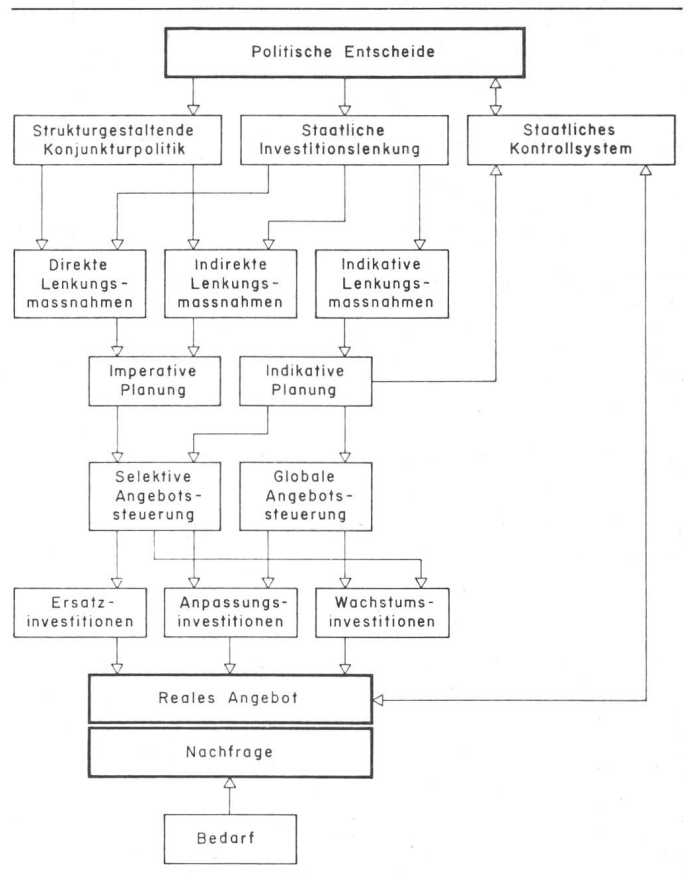 Politische Entscheide
Strukturgestaltende
Konjunkturpolitik
Staatliche
Investitionslenkung
Staatliches
Kontrollsystem
Direkte
Lenkungs-
massnahmen
Indirekte
Lenkungs-
massnahmen
Indikative
Lenkungs-
massnahmen
Imperative
Planung
Indikative
Planung
Selektive
Angebots-
steuerung
Globale
Angebots-
steuerung
Ersatz-
investitionen
Anpassungs-
investitionen
Wachstums-
investitionen
Reales Angebot
Nachfrage
Bedarf